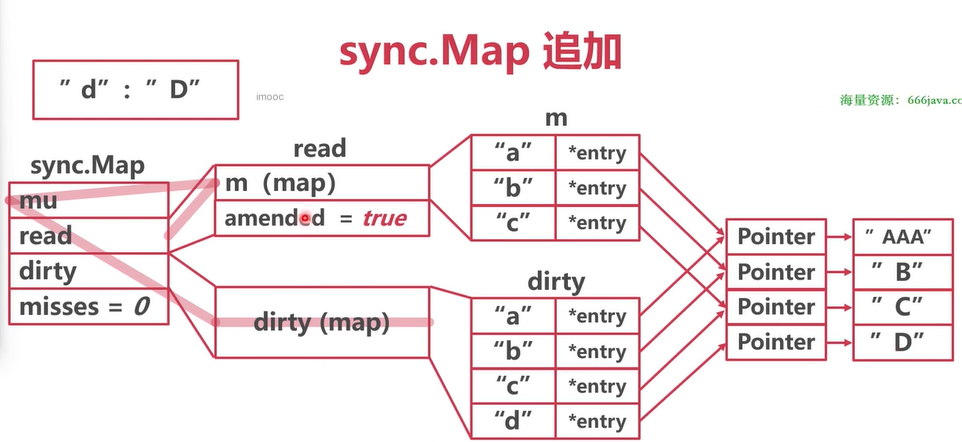 sync.Map 追加
”d” : ”D”
imooc
海量资源：666java.co
sync.Map
mu
read
dirty
misses = 0
read
m（map）
amended = true
dirty (map)
m
“a” *entry
“b” *entry
“c” *entry
dirty
“a” *entry
“b” *entry
“c” *entry
“d” *entry
Pointer ”AAA”
Pointer ”B”
Pointer ”C”
Pointer ”D”